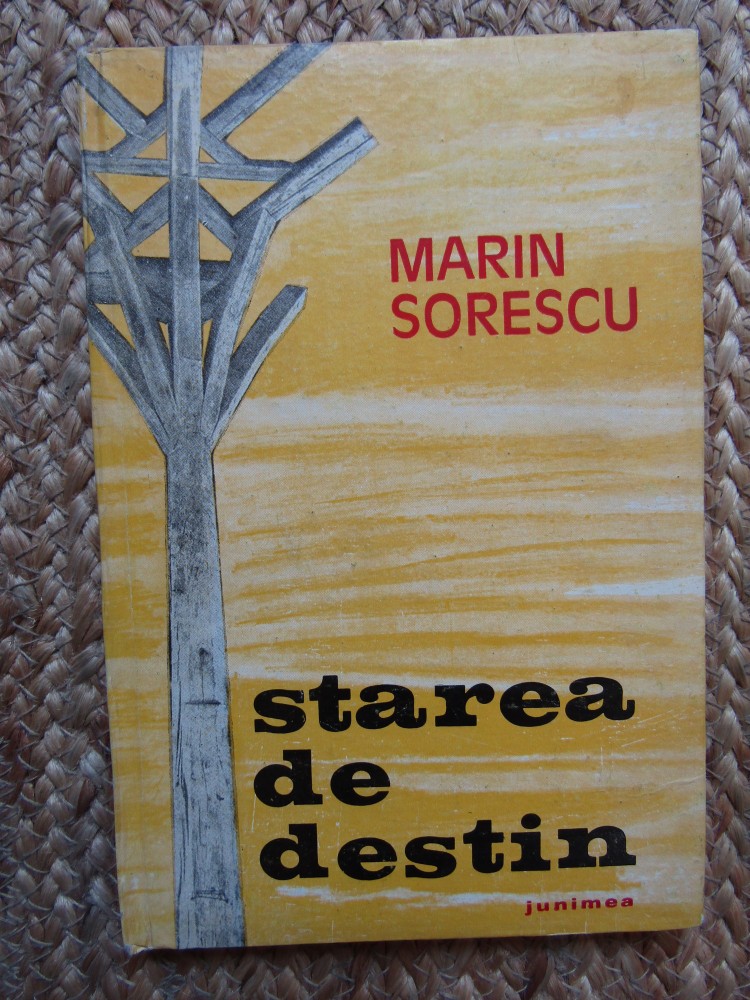 MARIN
SORESCU
starea
de
destin
junimea